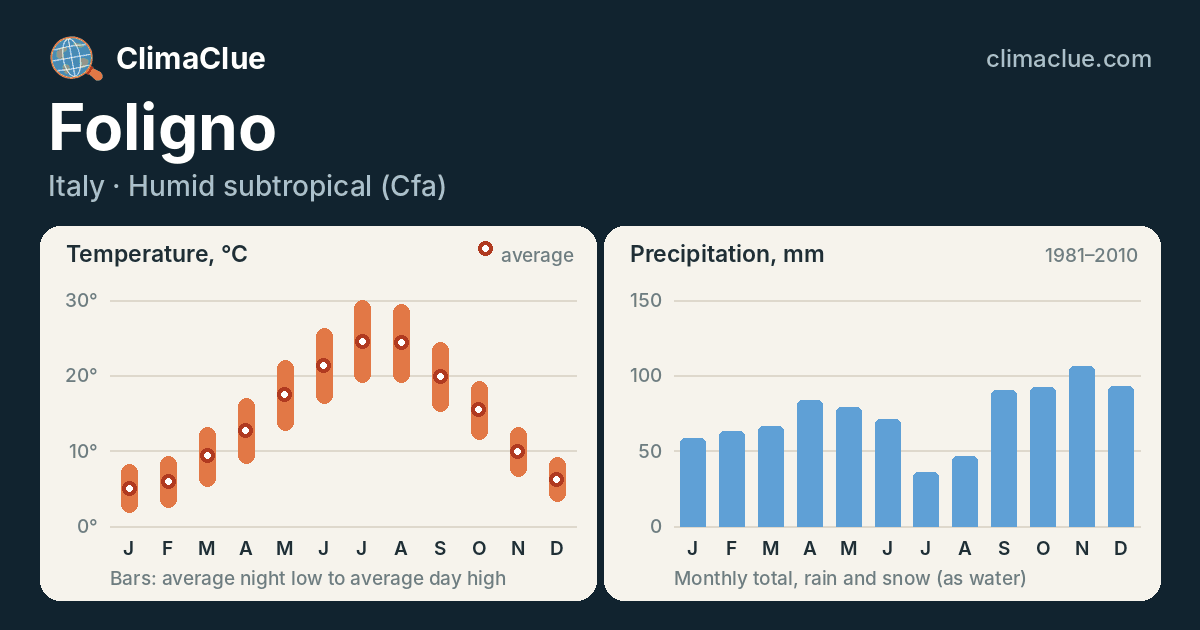 ClimaClue
climaclue.com
Foligno
Italy · Humid subtropical (Cfa)
Temperature, °C
average
30°
20°
10°
0°
J F M A M J J A S O N D
Bars: average night low to average day high
Precipitation, mm
1981–2010
150
100
50
0
J F M A M J J A S O N D
Monthly total, rain and snow (as water)